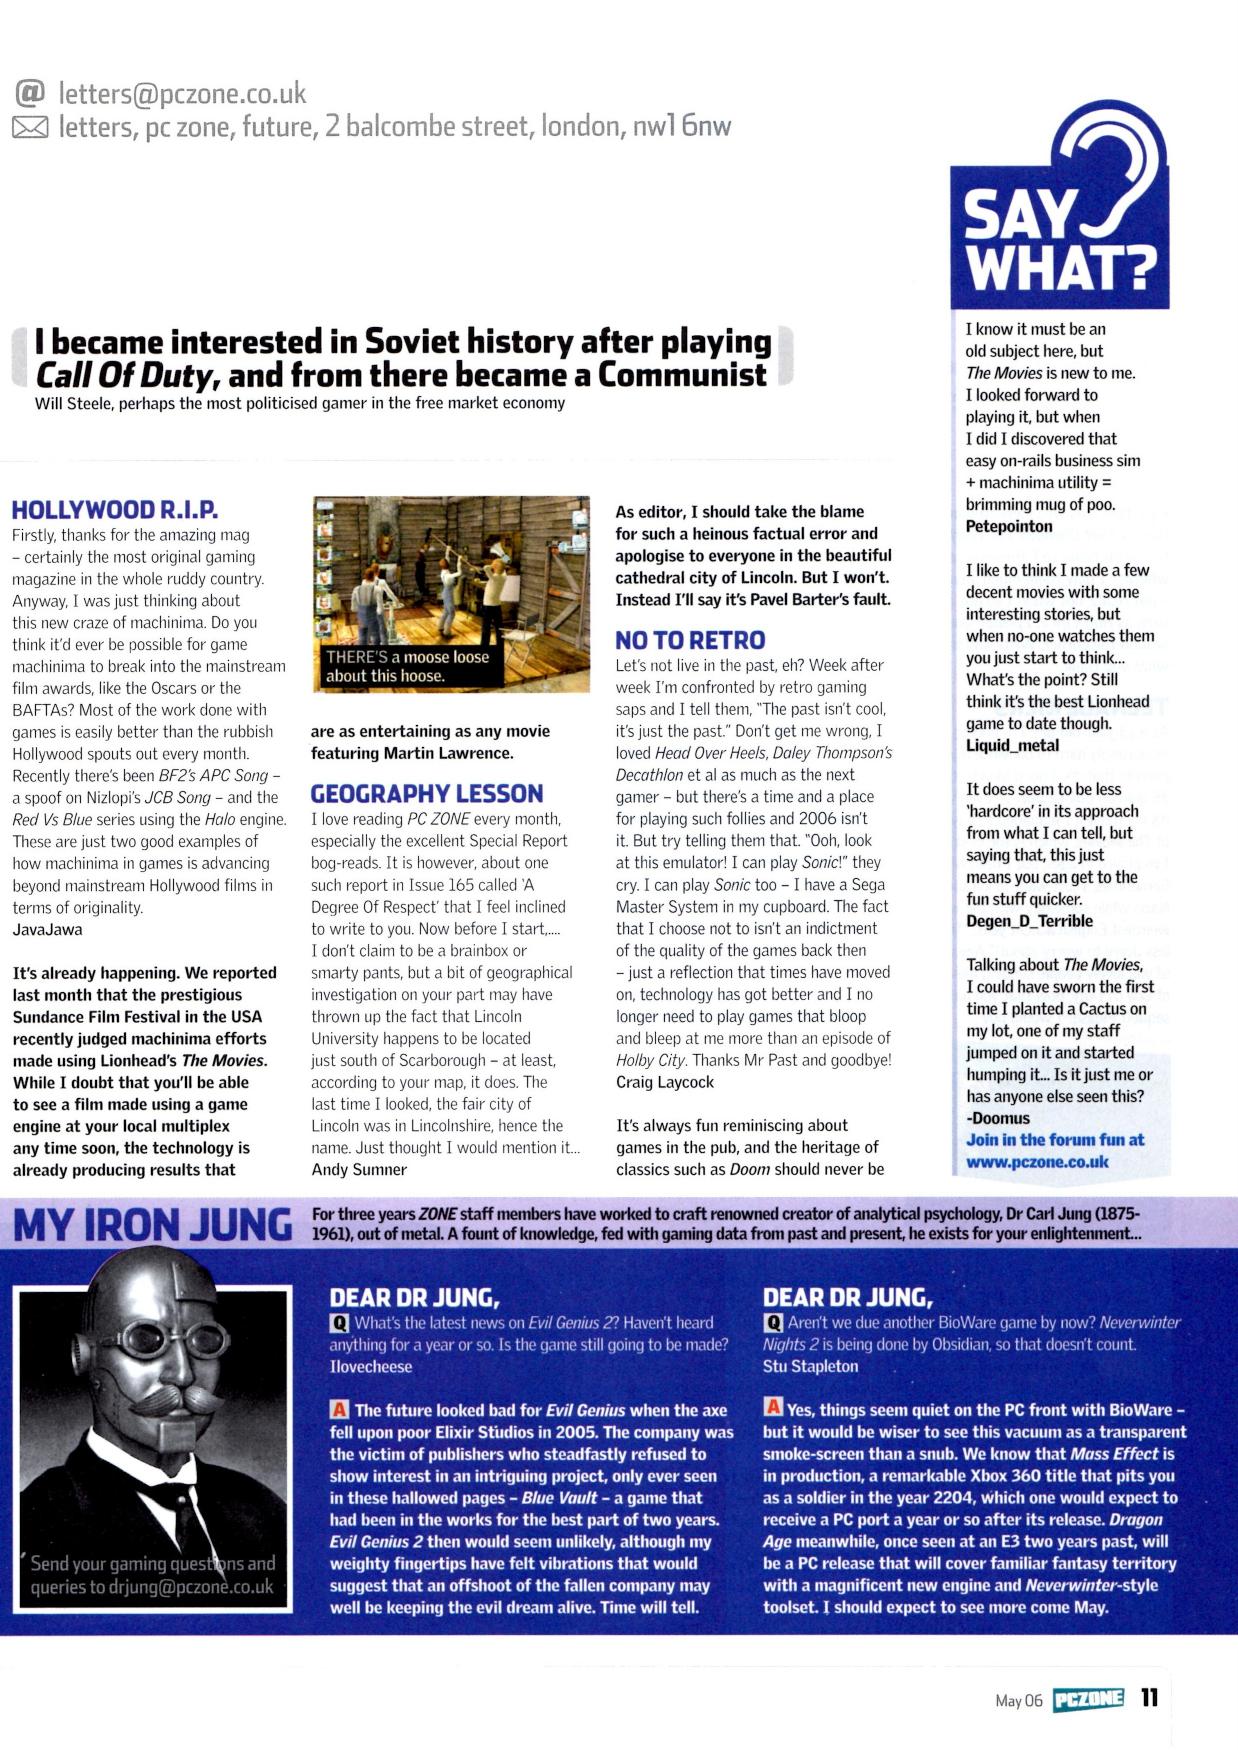 @ letters@pczone.co.uk
letters, pc zone, future, 2 balcombe street, london, nw1 6nw
I became interested in Soviet history after playing
Call Of Duty, and from there became a Communist
Will Steele, perhaps the most politicised gamer in the free market economy
HOLLYWOOD R.I.P.
Firstly, thanks for the amazing mag
– certainly the most original gaming
magazine in the whole ruddy country.
Anyway, I was just thinking about
this new craze of machinima. Do you
think it'd ever be possible for game
machinima to break into the mainstream
film awards, like the Oscars or the
BAFTAs? Most of the work done with
games is easily better than the rubbish
Hollywood spouts out every month.
Recently there's been BF2's APC Song –
a spoof on Nizlopi's JCB Song – and the
Red Vs Blue series using the Halo engine.
These are just two good examples of
how machinima in games is advancing
beyond mainstream Hollywood films in
terms of originality.
JavaJawa
It's already happening. We reported
last month that the prestigious
Sundance Film Festival in the USA
recently judged machinima efforts
made using Lionhead's The Movies.
While I doubt that you'll be able
to see a film made using a game
engine at your local multiplex
any time soon, the technology is
already producing results that
THERE'S a moose loose
about this hoose.
are as entertaining as any movie
featuring Martin Lawrence.
GEOGRAPHY LESSON
I love reading PC ZONE every month,
especially the excellent Special Report
bog-reads. It is however, about one
such report in Issue 165 called 'A
Degree Of Respect' that I feel inclined
to write to you. Now before I start,....
I don't claim to be a brainbox or
smarty pants, but a bit of geographical
investigation on your part may have
thrown up the fact that Lincoln
University happens to be located
just south of Scarborough – at least,
according to your map, it does. The
last time I looked, the fair city of
Lincoln was in Lincolnshire, hence the
name. Just thought I would mention it...
Andy Sumner
As editor, I should take the blame
for such a heinous factual error and
apologise to everyone in the beautiful
cathedral city of Lincoln. But I won't.
Instead I'll say it's Pavel Barter's fault.
NO TO RETRO
Let's not live in the past, eh? Week after
week I'm confronted by retro gaming
saps and I tell them, "The past isn't cool,
it's just the past." Don't get me wrong, I
loved Head Over Heels, Daley Thompson's
Decathlon et al as much as the next
gamer – but there's a time and a place
for playing such follies and 2006 isn't
it. But try telling them that. "Ooh, look
at this emulator! I can play Sonic!" they
cry. I can play Sonic too – I have a Sega
Master System in my cupboard. The fact
that I choose not to isn't an indictment
of the quality of the games back then
– just a reflection that times have moved
on, technology has got better and I no
longer need to play games that bloop
and bleep at me more than an episode of
Holby City. Thanks Mr Past and goodbye!
Craig Laycock
It's always fun reminiscing about
games in the pub, and the heritage of
classics such as Doom should never be
SAY
WHAT?
I know it must be an
old subject here, but
The Movies is new to me.
I looked forward to
playing it, but when
I did I discovered that
easy on-rails business sim
+ machinima utility =
brimming mug of poo.
Petepointon
I like to think I made a few
decent movies with some
interesting stories, but
when no-one watches them
you just start to think...
What's the point? Still
think it's the best Lionhead
game to date though.
Liquid_metal
It does seem to be less
'hardcore' in its approach
from what I can tell, but
saying that, this just
means you can get to the
fun stuff quicker.
Degen_D_Terrible
Talking about The Movies,
I could have sworn the first
time I planted a Cactus on
my lot, one of my staff
jumped on it and started
humping it... Is it just me or
has anyone else seen this?
-Doomus
Join in the forum fun at
www.pczone.co.uk
MY IRON JUNG
For three years ZONE staff members have worked to craft renowned creator of analytical psychology, Dr Carl Jung (1875-
1961), out of metal. A fount of knowledge, fed with gaming data from past and present, he exists for your enlightenment...
Send your gaming questions and
queries to drjung@pczone.co.uk
DEAR DR JUNG,
Q What's the latest news on Evil Genius 2? Haven't heard
anything for a year or so. Is the game still going to be made?
Ilovecheese
A The future looked bad for Evil Genius when the axe
fell upon poor Elixir Studios in 2005. The company was
the victim of publishers who steadfastly refused to
show interest in an intriguing project, only ever seen
in these hallowed pages – Blue Vault – a game that
had been in the works for the best part of two years.
Evil Genius 2 then would seem unlikely, although my
weighty fingertips have felt vibrations that would
suggest that an offshoot of the fallen company may
well be keeping the evil dream alive. Time will tell.
DEAR DR JUNG,
Q Aren't we due another BioWare game by now? Neverwinter
Nights 2 is being done by Obsidian, so that doesn't count.
Stu Stapleton
A Yes, things seem quiet on the PC front with BioWare –
but it would be wiser to see this vacuum as a transparent
smoke-screen than a snub. We know that Mass Effect is
in production, a remarkable Xbox 360 title that pits you
as a soldier in the year 2204, which one would expect to
receive a PC port a year or so after its release. Dragon
Age meanwhile, once seen at an E3 two years past, will
be a PC release that will cover familiar fantasy territory
with a magnificent new engine and Neverwinter-style
toolset. I should expect to see more come May.
May 06 PCZONE 11